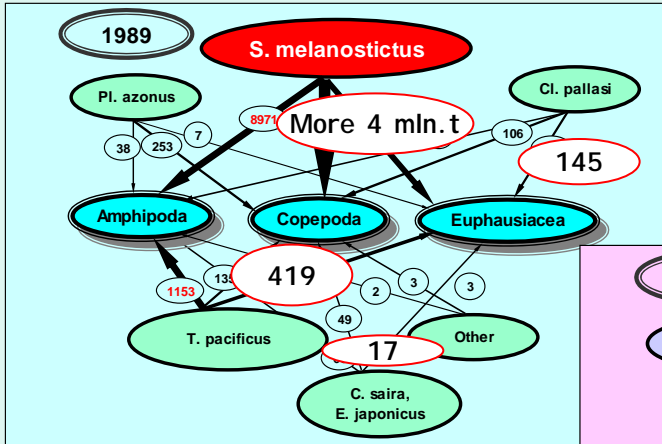 1989
S. melanostictus
Pl. azonus
Cl. pallasi
8971
More 4 mln.t
7
38
253
106
145
Amphipoda
Copepoda
Euphausiacea
1153
135
419
2
3
3
49
T. pacificus
17
Other
C. saira,
E. japonicus